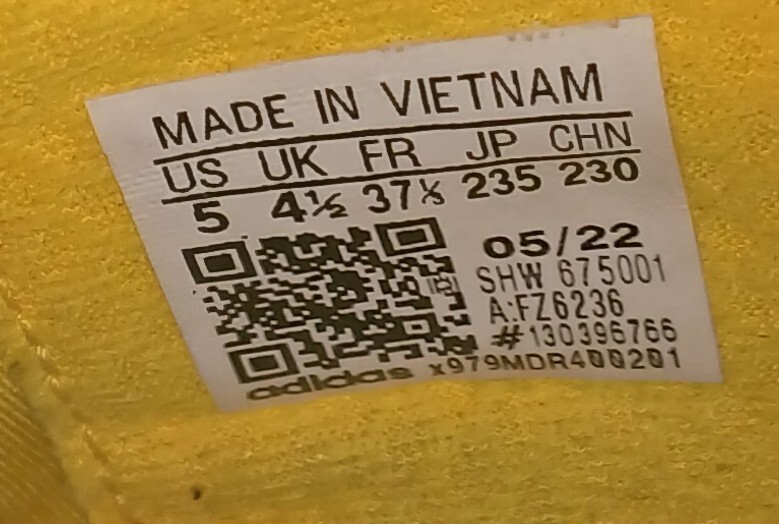 MADE IN VIETNAM
US UK FR JP CHN
5 4½ 37⅓ 235 230
05/22
SHW 675001
A:FZ6236
#130396766
adidas x979MDR400201